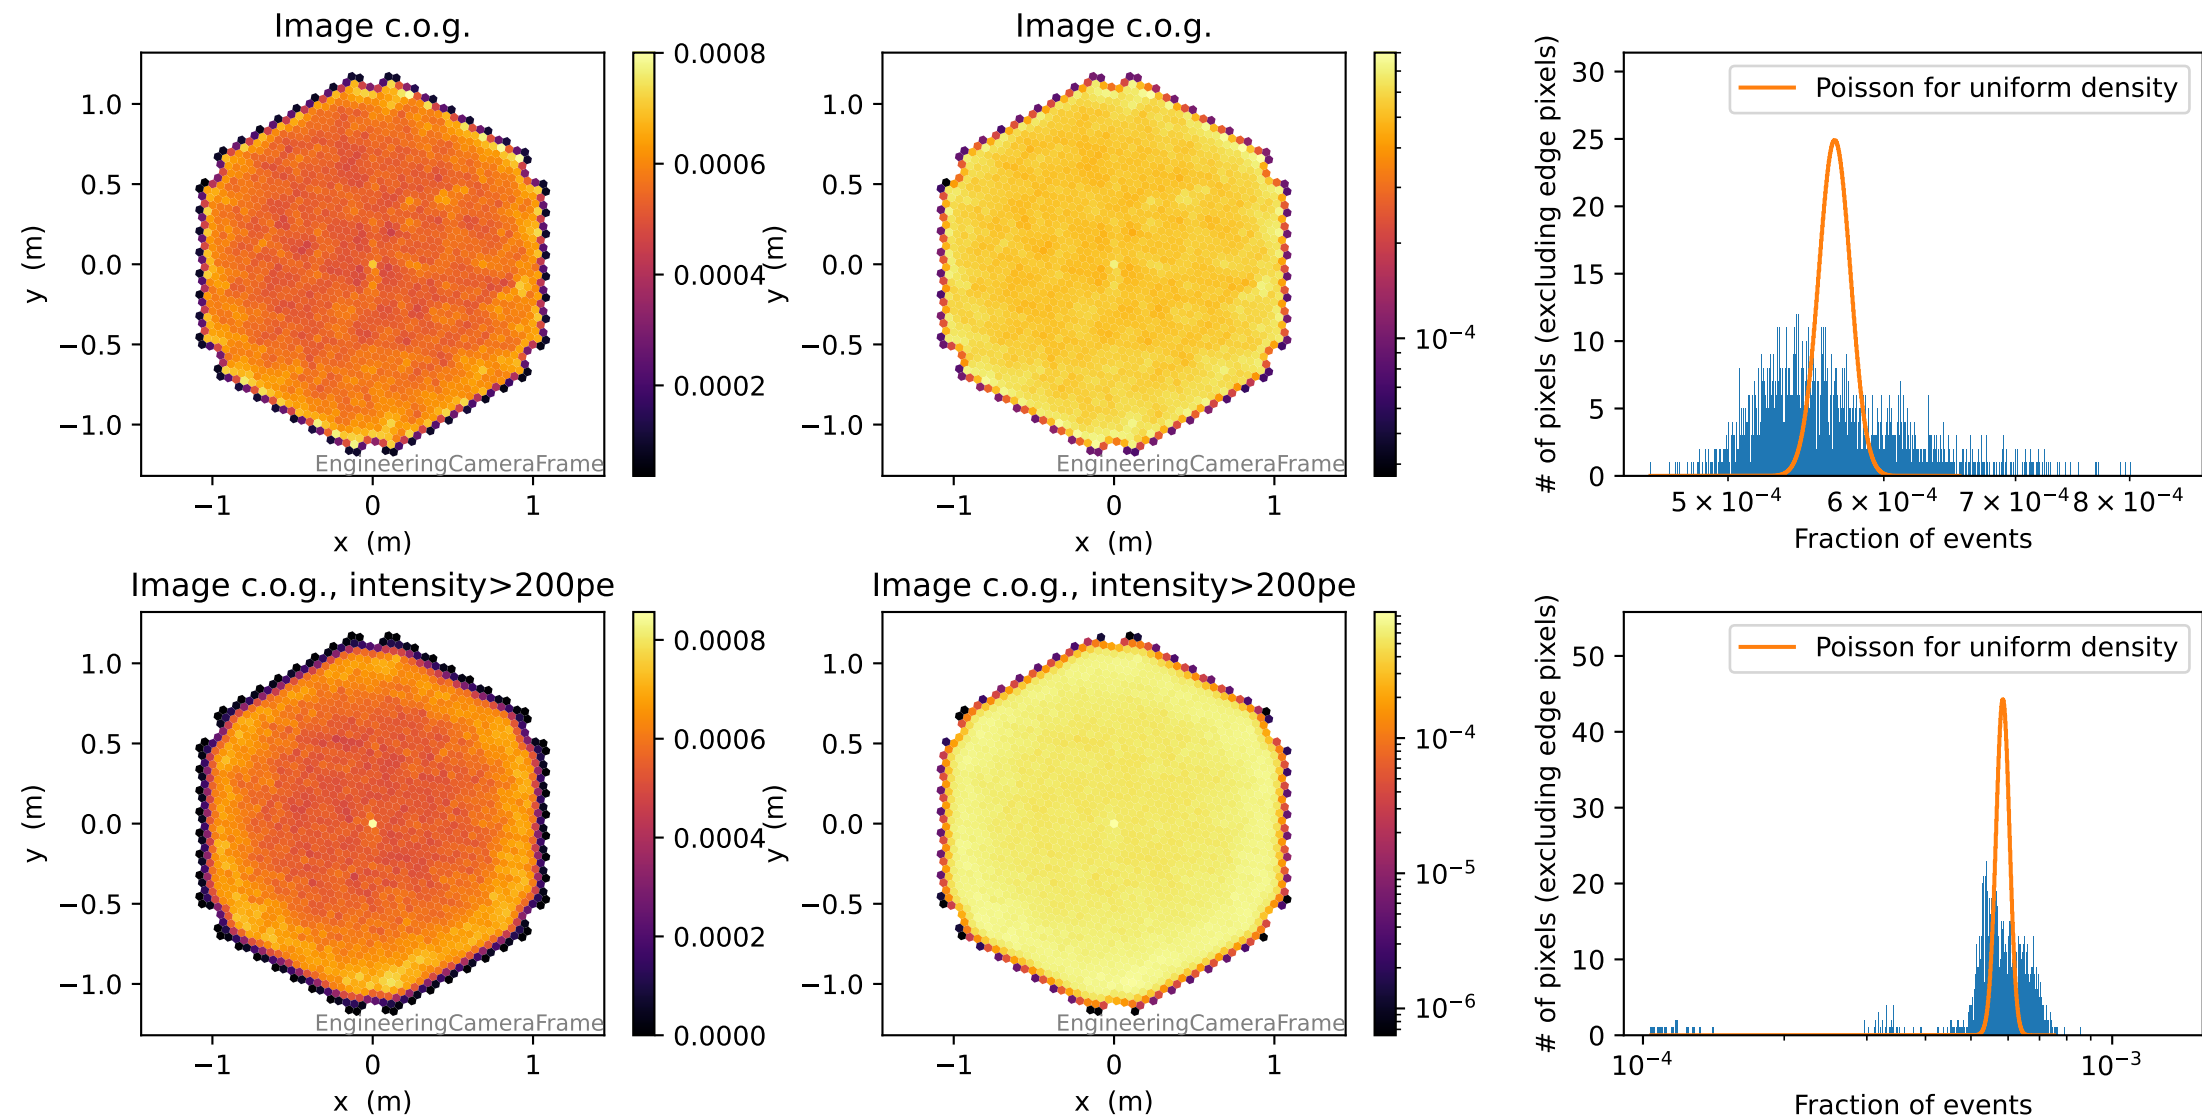 Image c.o.g.
1.0
0.5
0.0
−0.5
−1.0
y (m)
−1
0
1
x (m)
EngineeringCameraFrame
0.0008
0.0006
0.0004
0.0002
Image c.o.g.
1.0
0.5
0.0
−0.5
−1.0
y (m)
−1
0
1
x (m)
EngineeringCameraFrame
10⁻⁴
# of pixels (excluding edge pixels)
30
25
20
15
10
5
0
Poisson for uniform density
5 × 10⁻⁴
6 × 10⁻⁴
7 × 10⁻⁴
8 × 10⁻⁴
Fraction of events
Image c.o.g., intensity>200pe
1.0
0.5
0.0
−0.5
−1.0
y (m)
−1
0
1
x (m)
EngineeringCameraFrame
0.0008
0.0006
0.0004
0.0002
0.0000
Image c.o.g., intensity>200pe
1.0
0.5
0.0
−0.5
−1.0
y (m)
−1
0
1
x (m)
EngineeringCameraFrame
10⁻⁴
10⁻⁵
10⁻⁶
# of pixels (excluding edge pixels)
50
40
30
20
10
0
Poisson for uniform density
10⁻⁴
10⁻³
Fraction of events